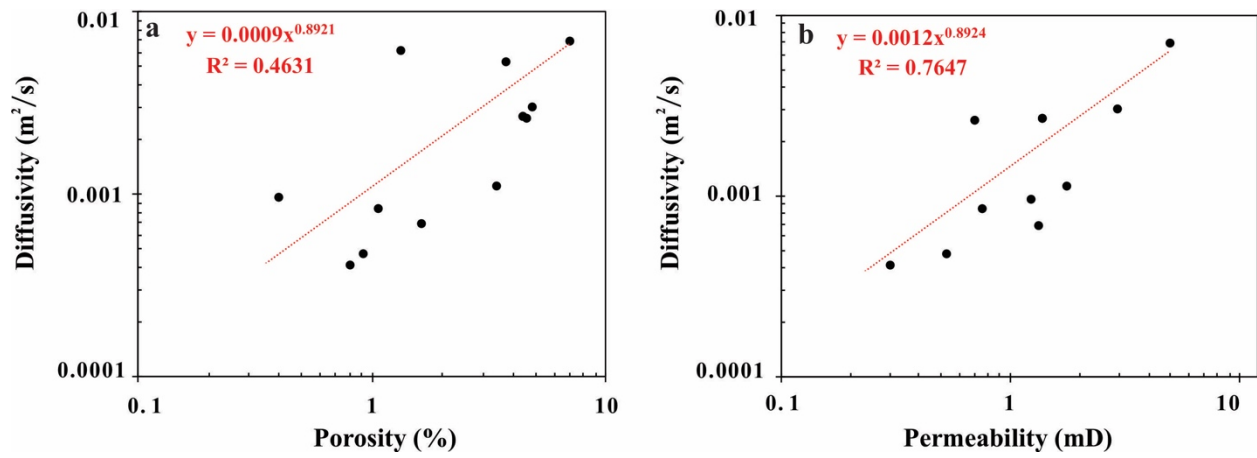 a
y = 0.0009x^0.8921
R² = 0.4631
0.01
0.001
0.0001
Diffusivity (m²/s)
0.1
1
10
Porosity (%)
b
y = 0.0012x^0.8924
R² = 0.7647
0.01
0.001
0.0001
Diffusivity (m²/s)
0.1
1
10
Permeability (mD)